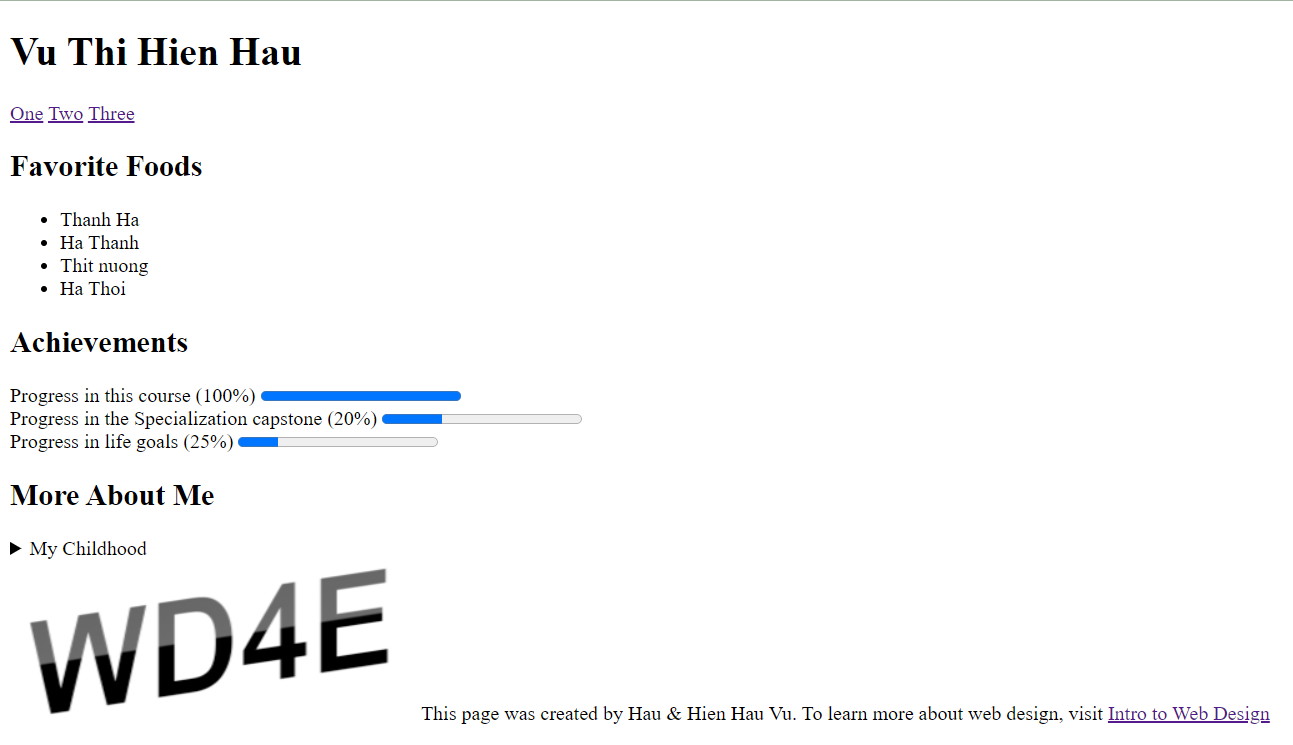 Vu Thi Hien Hau
One Two Three
Favorite Foods
Thanh Ha
Ha Thanh
Thit nuong
Ha Thoi
Achievements
Progress in this course (100%)
Progress in the Specialization capstone (20%)
Progress in life goals (25%)
More About Me
My Childhood
WD4E
This page was created by Hau & Hien Hau Vu. To learn more about web design, visit Intro to Web Design